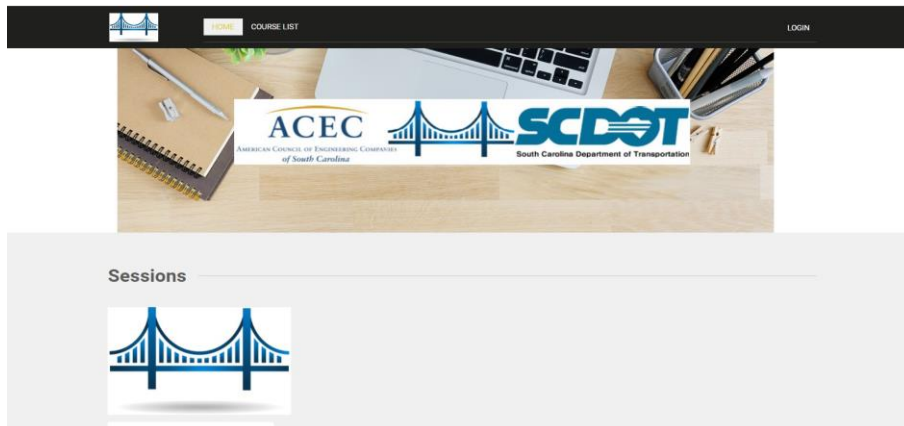 HOME COURSE LIST LOGIN
ACEC
AMERICAN COUNCIL OF ENGINEERING COMPANIES
of South Carolina
SCDOT
South Carolina Department of Transportation
Sessions